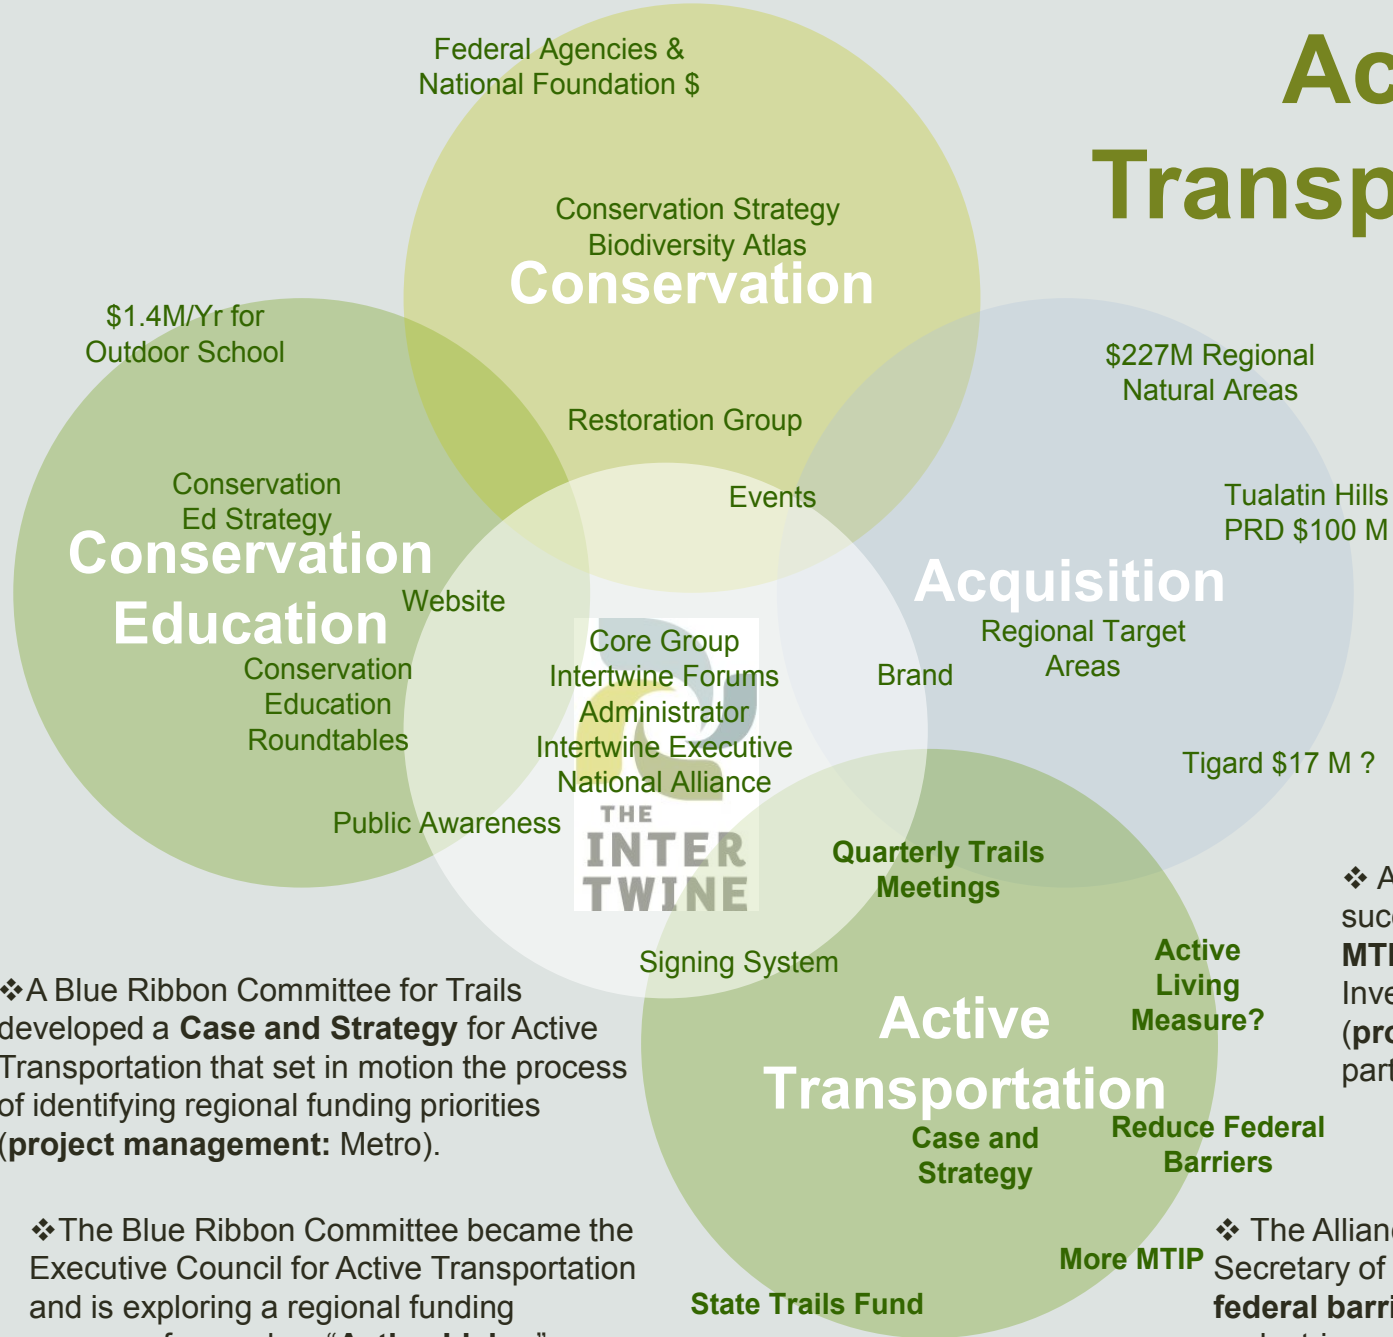 Federal Agencies &
National Foundation $
Ac
Transp
Conservation Strategy
Biodiversity Atlas
Conservation
$1.4M/Yr for
Outdoor School
$227M Regional
Natural Areas
Restoration Group
Conservation
Ed Strategy
Conservation
Education
Events
Tualatin Hills
PRD $100 M
Acquisition
Website
Regional Target
Areas
Core Group
Intertwine Forums
Administrator
Intertwine Executive
National Alliance
Brand
Conservation
Education
Roundtables
Tigard $17 M ?
Public Awareness
THE
INTER
TWINE
Quarterly Trails
Meetings
Signing System
Active
Living
Measure?
❖ A
succ
MTI
Inve
(pro
part
❖A Blue Ribbon Committee for Trails
developed a Case and Strategy for Active
Transportation that set in motion the process
of identifying regional funding priorities
(project management: Metro).
Active
Transportation
Case and
Strategy
Reduce Federal
Barriers
❖The Blue Ribbon Committee became the
Executive Council for Active Transportation
and is exploring a regional funding
More MTIP
State Trails Fund
❖ The Allianc
Secretary of
federal barri